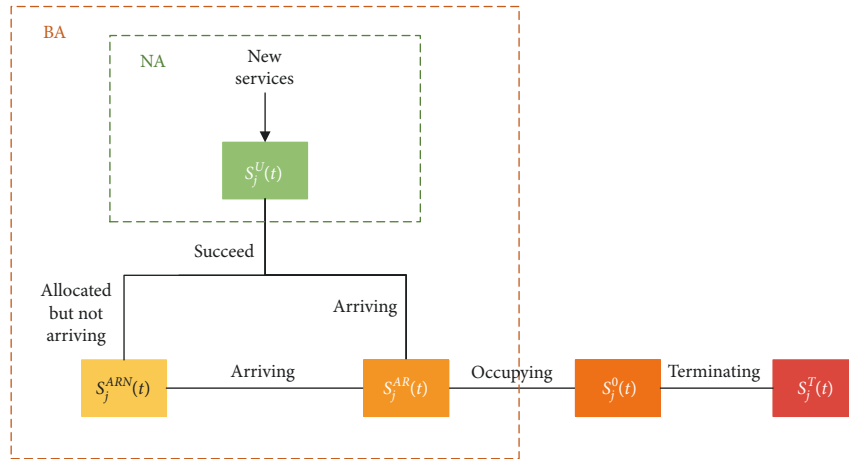 BA
NA
New
services
S_j^U(t)
Succeed
Allocated
but not
arriving
Arriving
S_j^{ARN}(t)
Arriving
S_j^{AR}(t)
Occupying
S_j^0(t)
Terminating
S_j^T(t)